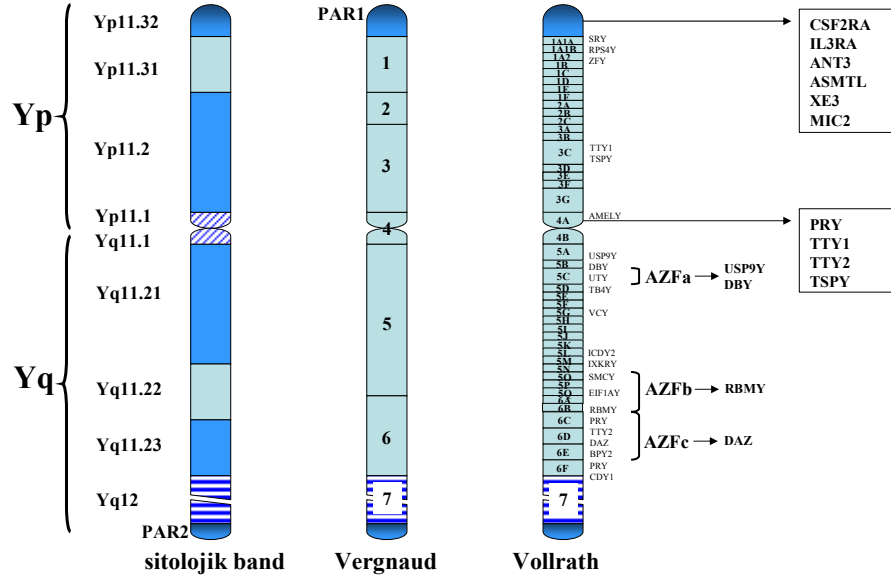 PAR1
Yp11.32
Yp11.31
Yp11.2
Yp11.1
Yq11.1
Yq11.21
Yq11.22
Yq11.23
Yq12
PAR2
Yp
Yq
sitolojik band
1
2
3
4
5
6
7
Vergnaud
1A1A
1A1B
1A2
1B
1C
1D
1E
1F
2A
2B
2C
3A
3B
3C
3D
3E
3F
3G
4A
4B
5A
5B
5C
5D
5E
5F
5G
5H
5I
5J
5K
5L
5M
5N
5O
5P
5Q
6A
6B
6C
6D
6E
6F
7
Vollrath
SRY
RPS4Y
ZFY
TTY1
TSPY
AMELY
USP9Y
DBY
UTY
TB4Y
VCY
ICDY2
IXKRY
SMCY
EIF1AY
RBMY
PRY
TTY2
DAZ
BPY2
PRY
CDY1
AZFa
USP9Y
DBY
AZFb
RBMY
AZFc
DAZ
CSF2RA
IL3RA
ANT3
ASMTL
XE3
MIC2
PRY
TTY1
TTY2
TSPY